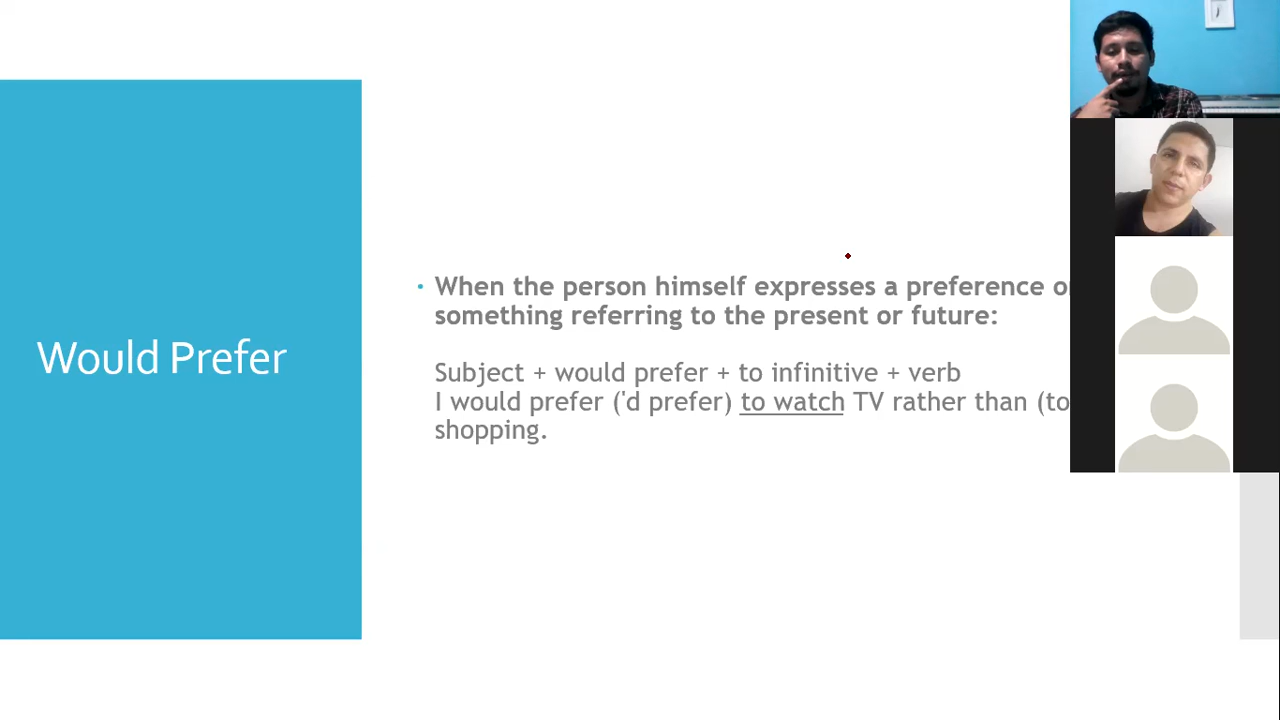 Would Prefer
• When the person himself expresses a preference
something referring to the present or future:
Subject + would prefer + to infinitive + verb
I would prefer ('d prefer) to watch TV rather than (to
shopping.